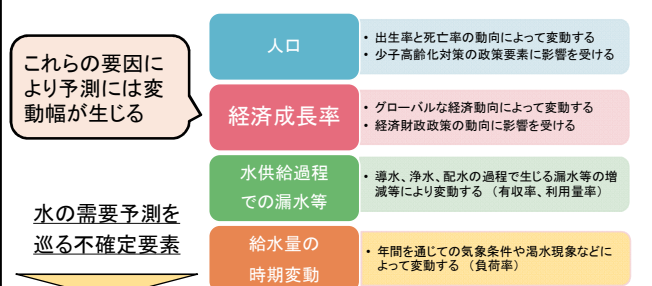 これらの要因に
より予測には変
動幅が生じる
水の需要予測を
巡る不確定要素
人口
• 出生率と死亡率の動向によって変動する
• 少子高齢化対策の政策要素に影響を受ける
経済成長率
• グローバルな経済動向によって変動する
• 経済財政政策の動向に影響を受ける
水供給過程
での漏水等
• 導水、浄水、配水の過程で生じる漏水等の増
減等により変動する （有収率、利用量率）
給水量の
時期変動
• 年間を通じての気象条件や渇水現象などに
よって変動する （負荷率）